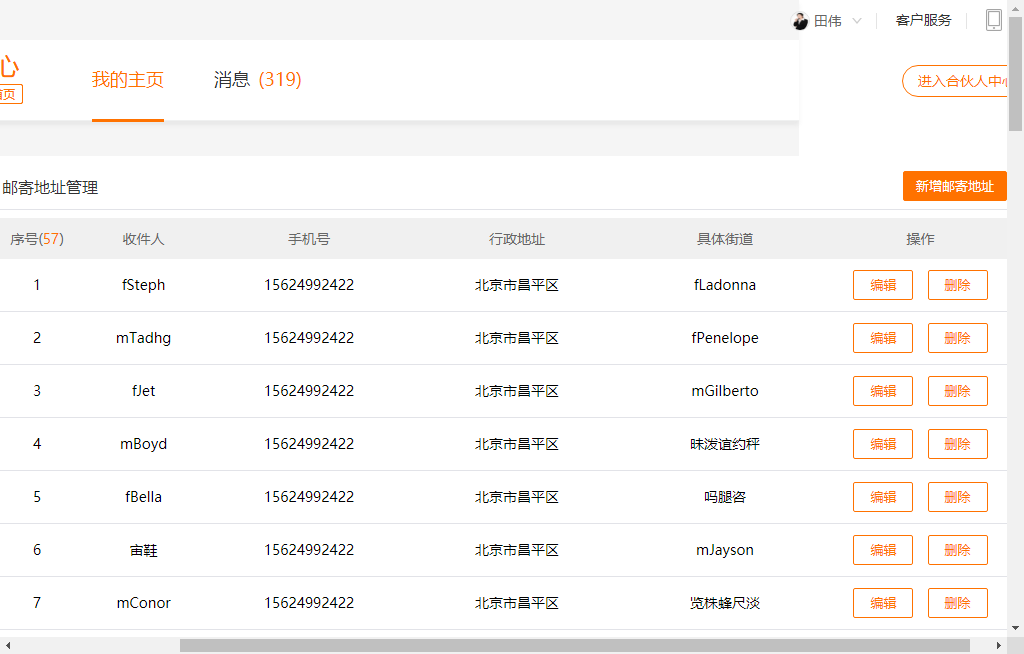 田伟 客户服务
心
首页
我的主页 消息 (319) 进入合伙人中心
邮寄地址管理 新增邮寄地址
序号(57) 收件人 手机号 行政地址 具体街道 操作
1 fSteph 15624992422 北京市昌平区 fLadonna 编辑 删除
2 mTadhg 15624992422 北京市昌平区 fPenelope 编辑 删除
3 fJet 15624992422 北京市昌平区 mGilberto 编辑 删除
4 mBoyd 15624992422 北京市昌平区 昧泼谊约秤 编辑 删除
5 fBella 15624992422 北京市昌平区 吗腿咨 编辑 删除
6 宙鞋 15624992422 北京市昌平区 mJayson 编辑 删除
7 mConor 15624992422 北京市昌平区 览株蜂尺淡 编辑 删除